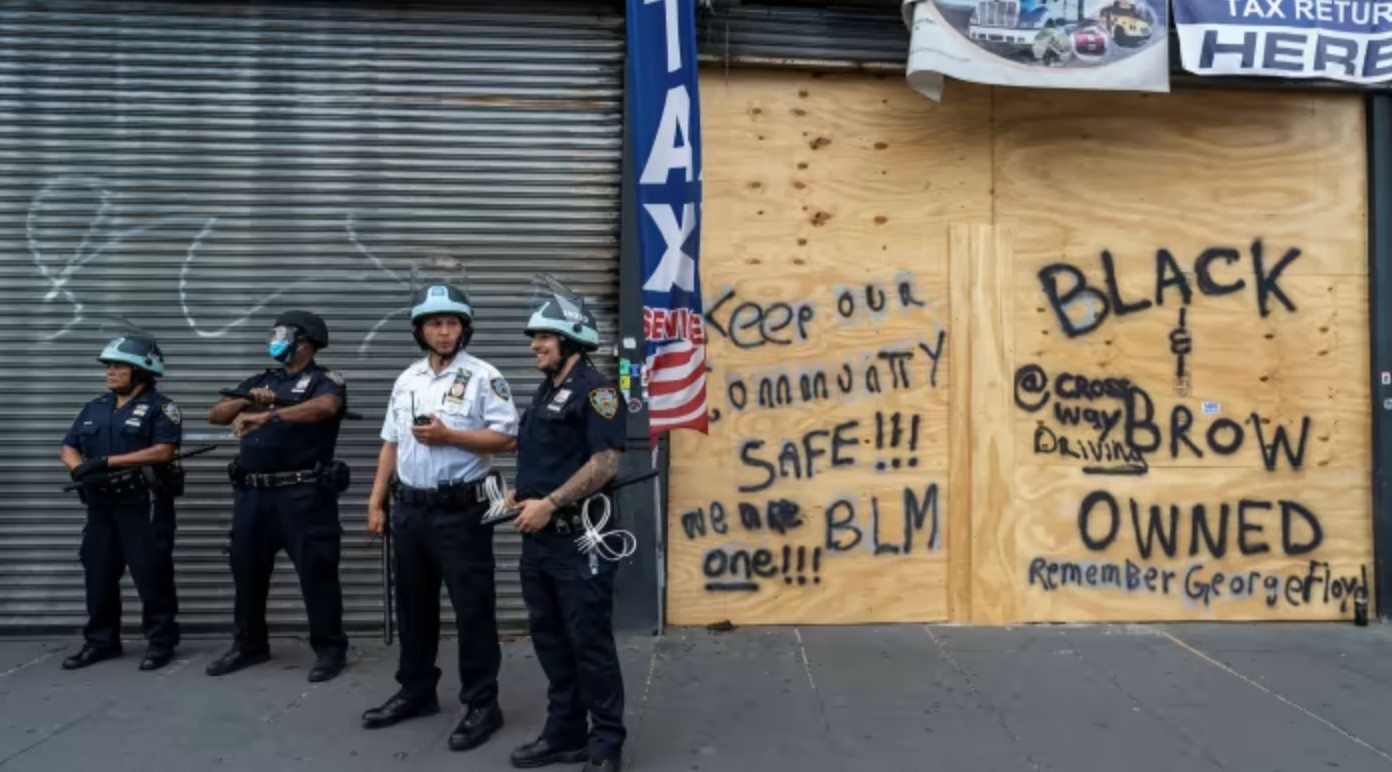 TAX
SERVICE
TAX RETUR
HERE
Keep our
community
SAFE!!!
we are BLM
one!!!
BLACK
&
@cross
way
Driving
BROW
OWNED
Remember George Floyd